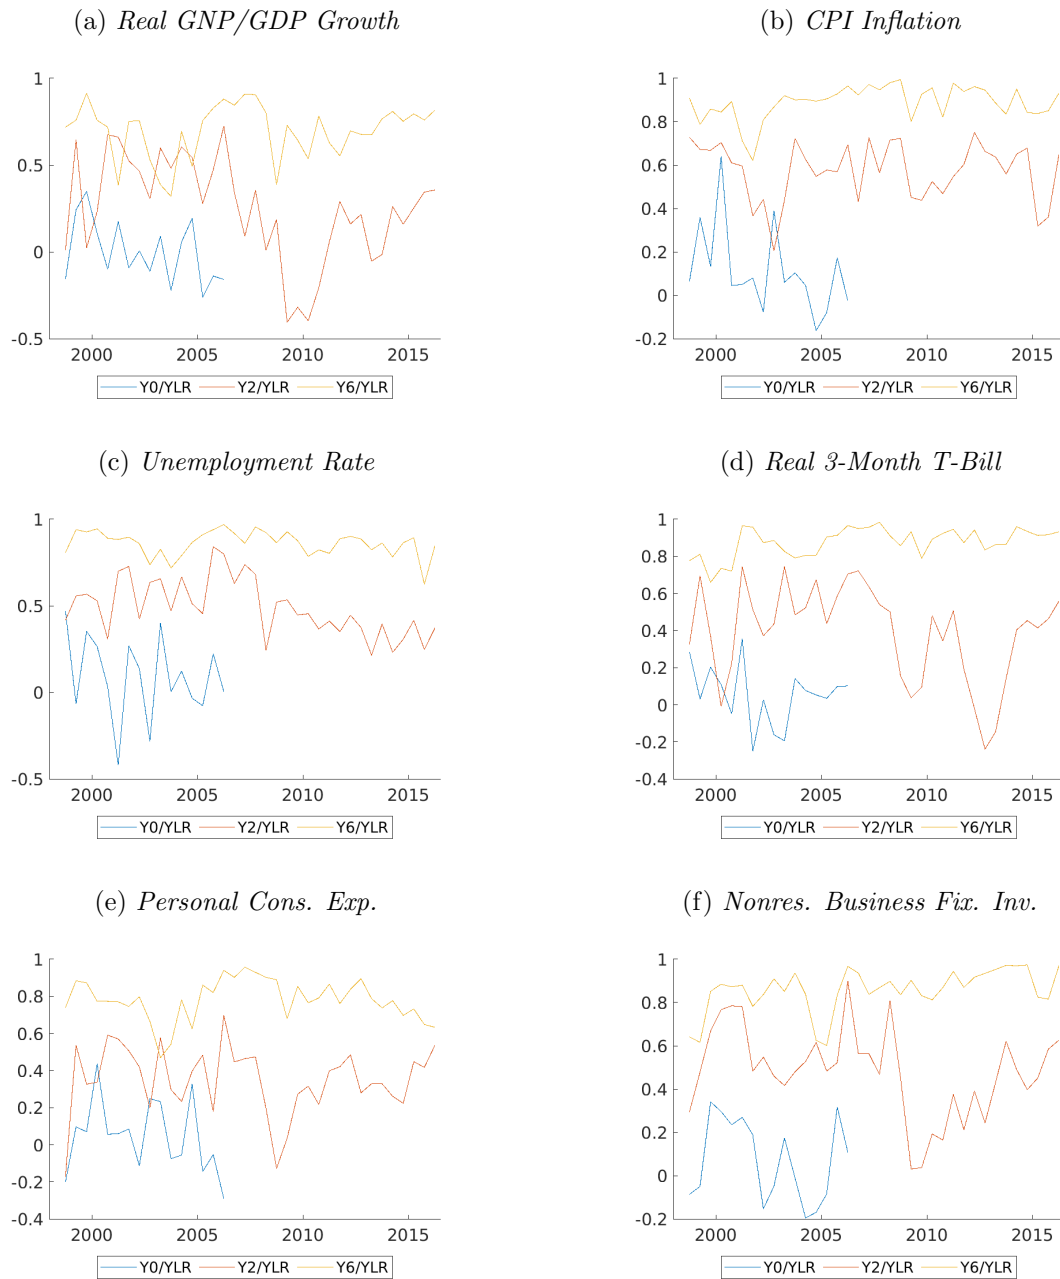 (a) Real GNP/GDP Growth
(b) CPI Inflation
1
0.5
0
-0.5
2000 2005 2010 2015
Y0/YLR Y2/YLR Y6/YLR
1
0.8
0.6
0.4
0.2
0
-0.2
2000 2005 2010 2015
Y0/YLR Y2/YLR Y6/YLR
(c) Unemployment Rate
(d) Real 3-Month T-Bill
1
0.5
0
-0.5
2000 2005 2010 2015
Y0/YLR Y2/YLR Y6/YLR
1
0.8
0.6
0.4
0.2
0
-0.2
-0.4
2000 2005 2010 2015
Y0/YLR Y2/YLR Y6/YLR
(e) Personal Cons. Exp.
(f) Nonres. Business Fix. Inv.
1
0.8
0.6
0.4
0.2
0
-0.2
-0.4
2000 2005 2010 2015
Y0/YLR Y2/YLR Y6/YLR
1
0.8
0.6
0.4
0.2
0
-0.2
2000 2005 2010 2015
Y0/YLR Y2/YLR Y6/YLR